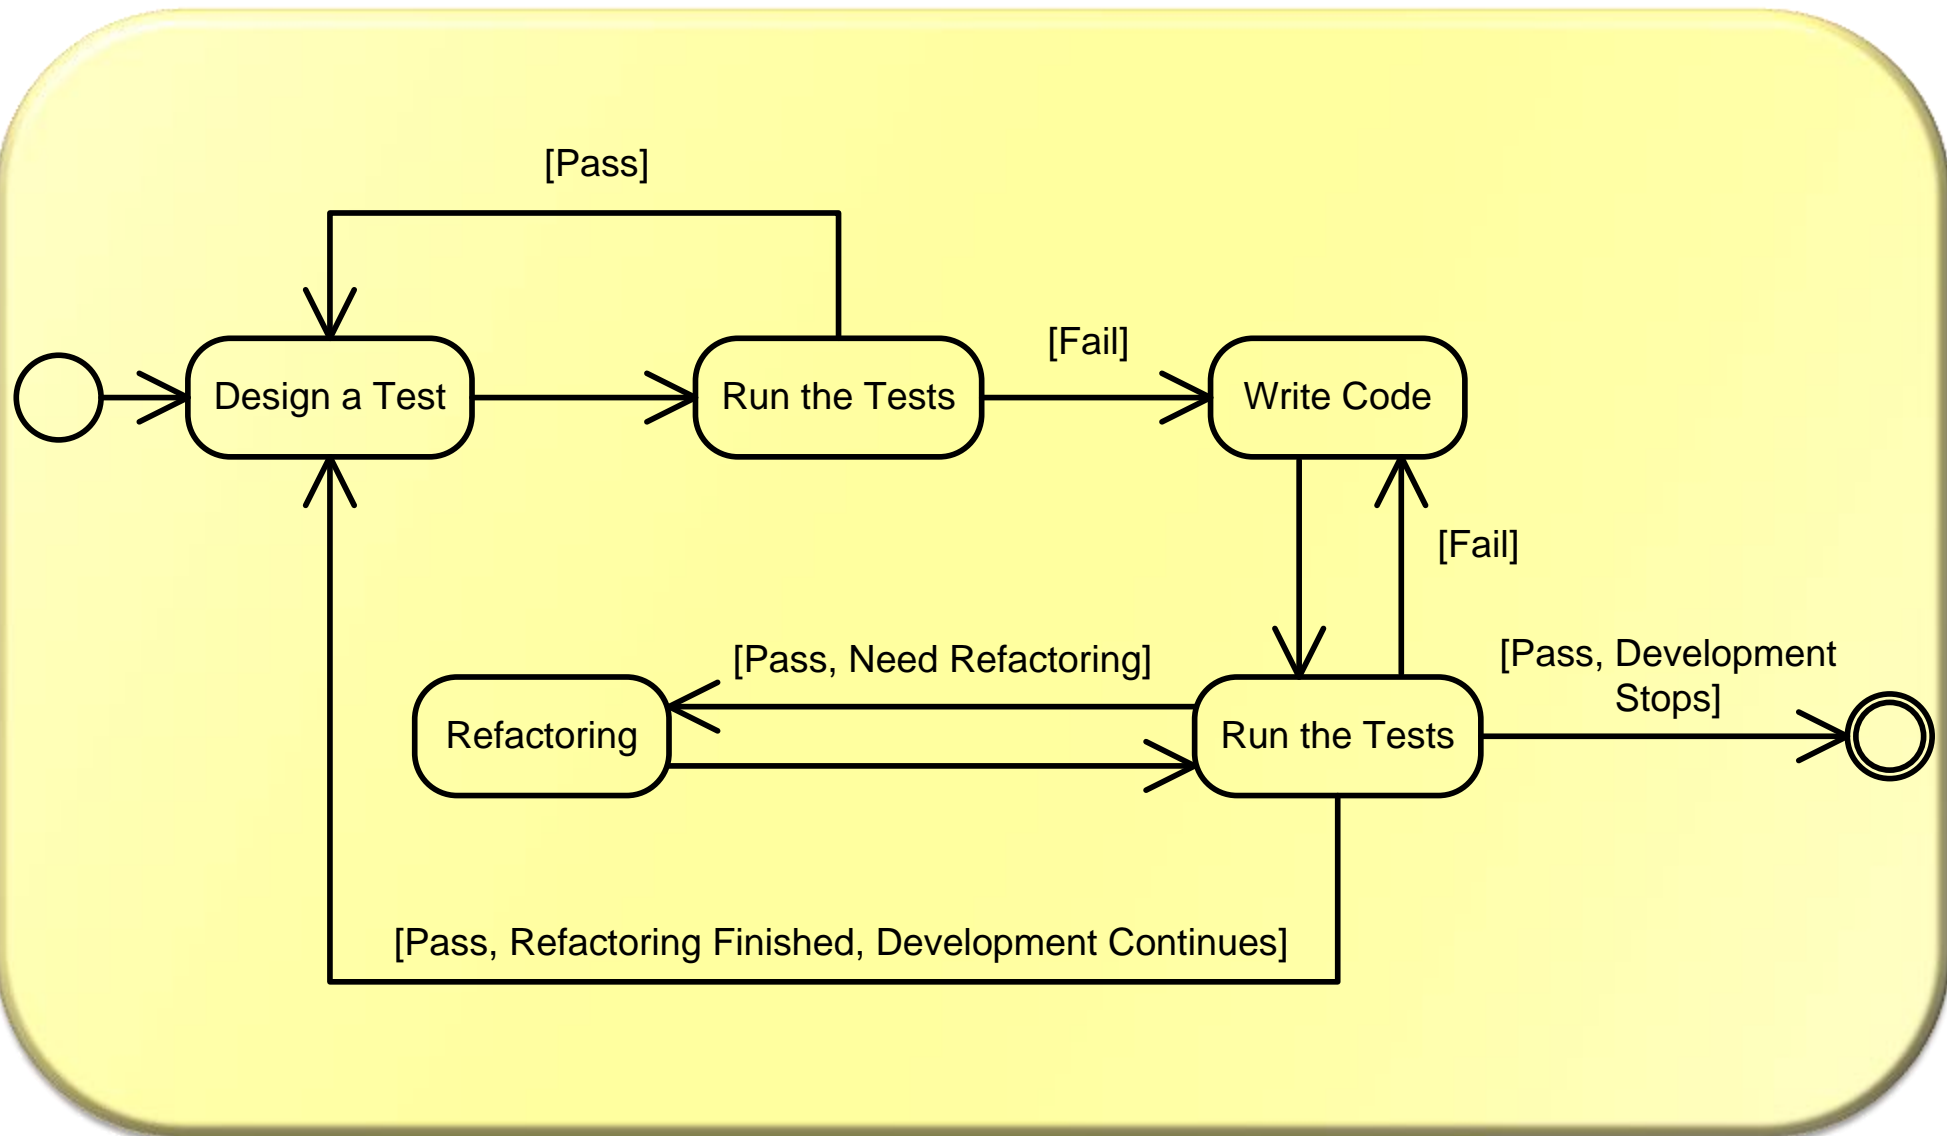 [Pass]
[Fail]
Design a Test
Run the Tests
Write Code
[Fail]
[Pass, Need Refactoring]
[Pass, Development
Stops]
Refactoring
Run the Tests
[Pass, Refactoring Finished, Development Continues]